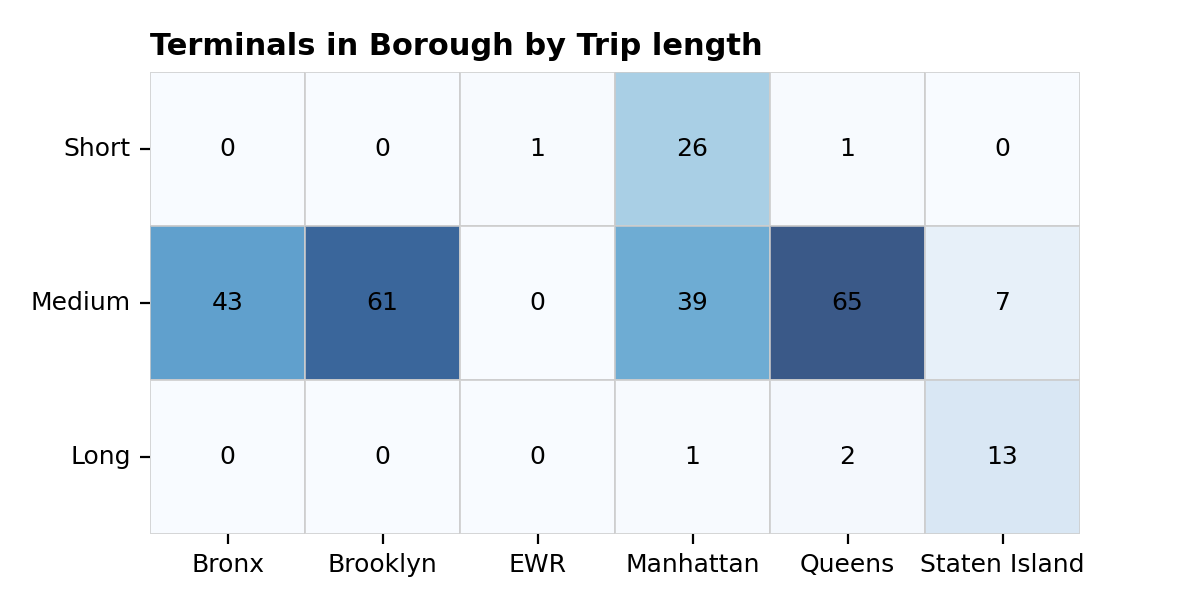 Terminals in Borough by Trip length
Short 0 0 1 26 1 0
Medium 43 61 0 39 65 7
Long 0 0 0 1 2 13
Bronx Brooklyn EWR Manhattan Queens Staten Island